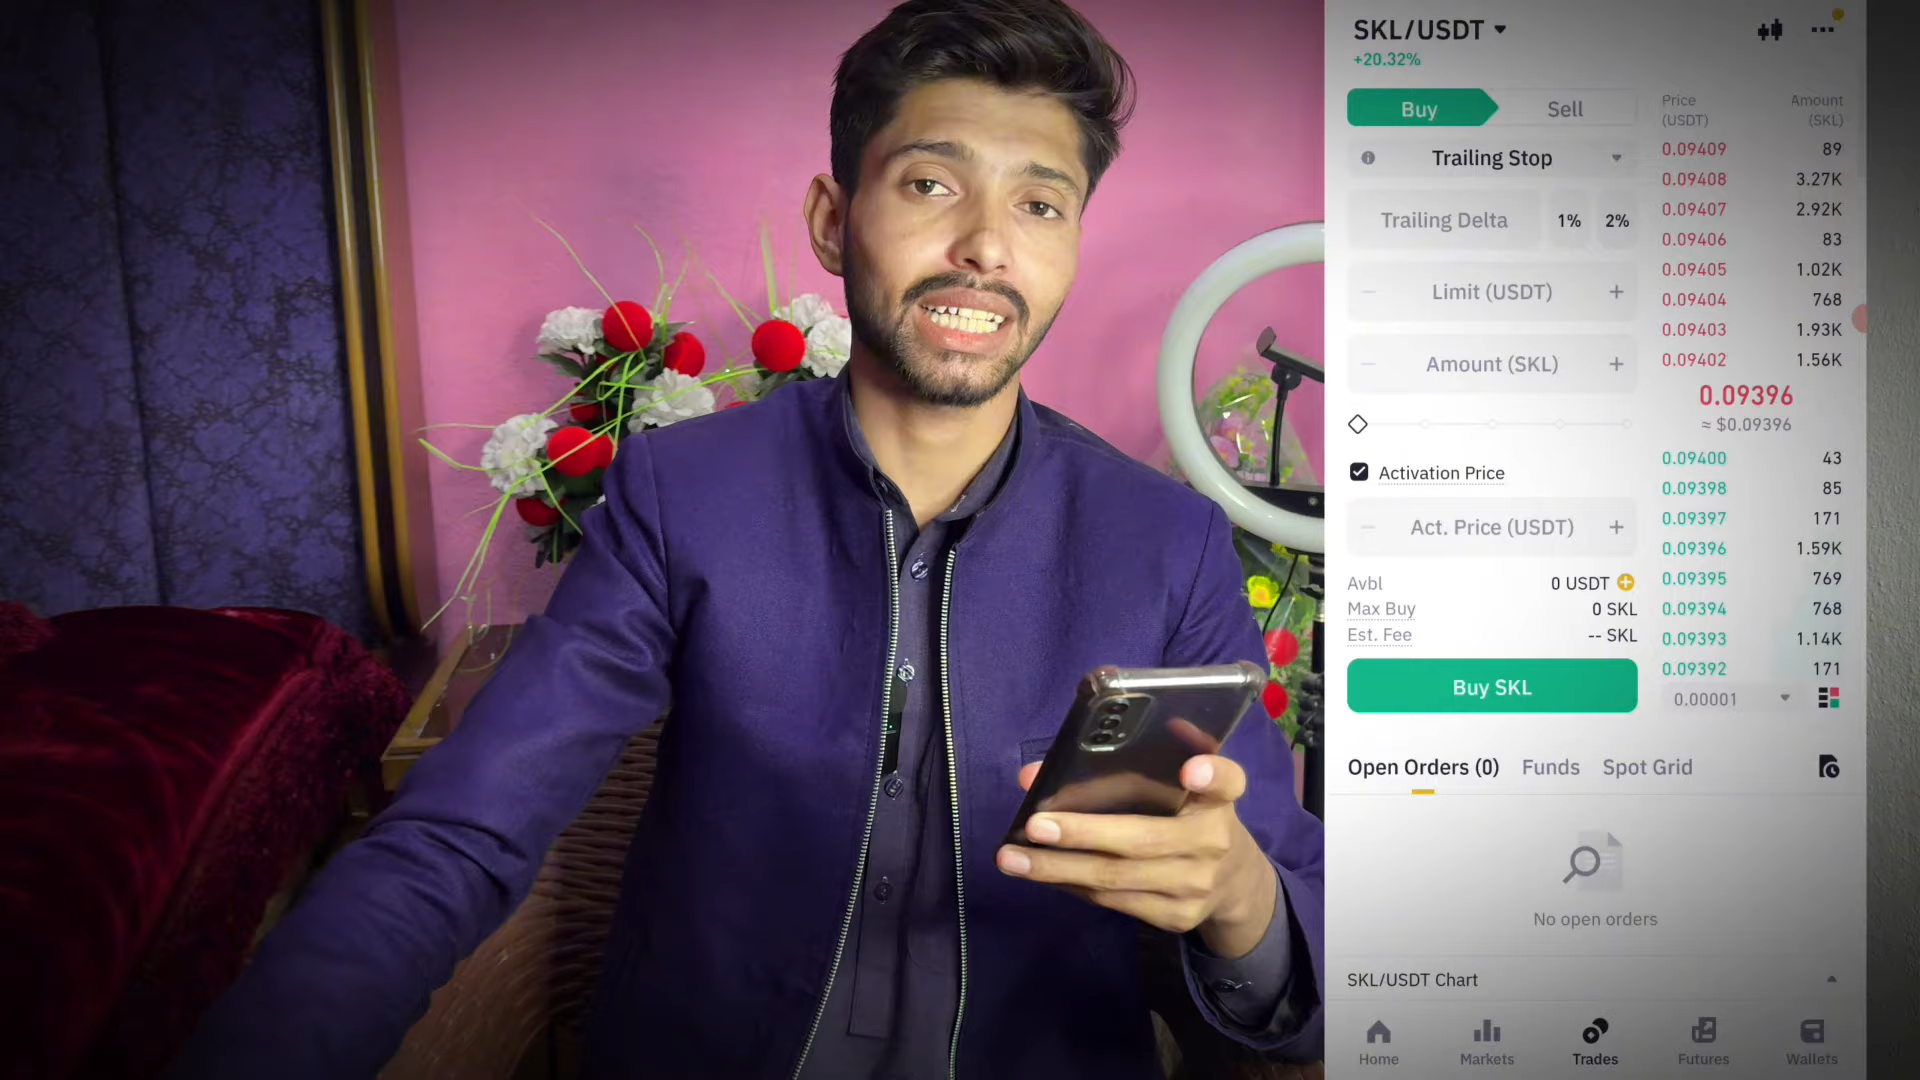 SKL/USDT
+20.32%
Buy
Sell
Trailing Stop
Trailing Delta
1%
2%
Limit (USDT)
Amount (SKL)
Activation Price
Act. Price (USDT)
Avbl
0 USDT
Max Buy
0 SKL
Est. Fee
-- SKL
Buy SKL
Price
(USDT)
Amount
(SKL)
0.09409 89
0.09408 3.27K
0.09407 2.92K
0.09406 83
0.09405 1.02K
0.09404 768
0.09403 1.93K
0.09402 1.56K
0.09396
≈ $0.09396
0.09400 43
0.09398 85
0.09397 171
0.09396 1.59K
0.09395 769
0.09394 768
0.09393 1.14K
0.09392 171
0.00001
Open Orders (0)
Funds
Spot Grid
No open orders
SKL/USDT Chart
Home
Markets
Trades
Futures
Wallets